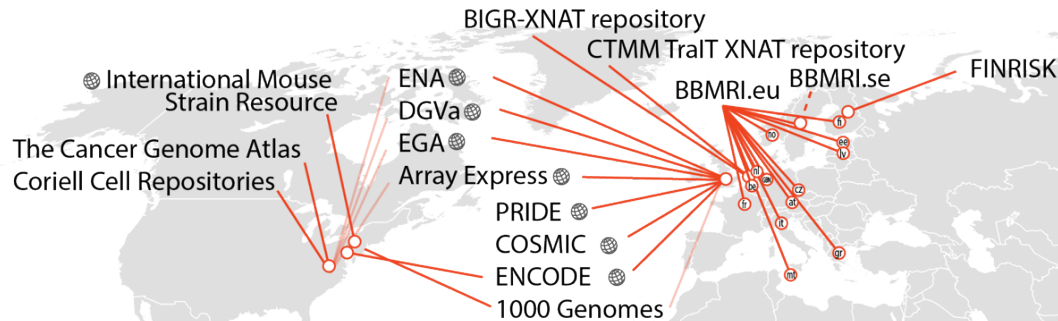 BIGR-XNAT repository
CTMM TraIT XNAT repository
FINRISK
BBMRI.se
BBMRI.eu
International Mouse
Strain Resource
The Cancer Genome Atlas
Coriell Cell Repositories
ENA
DGVa
EGA
Array Express
PRIDE
COSMIC
ENCODE
1000 Genomes
fi
no
ee
lv
nl
be
fr
cz
at
it
gr
mt